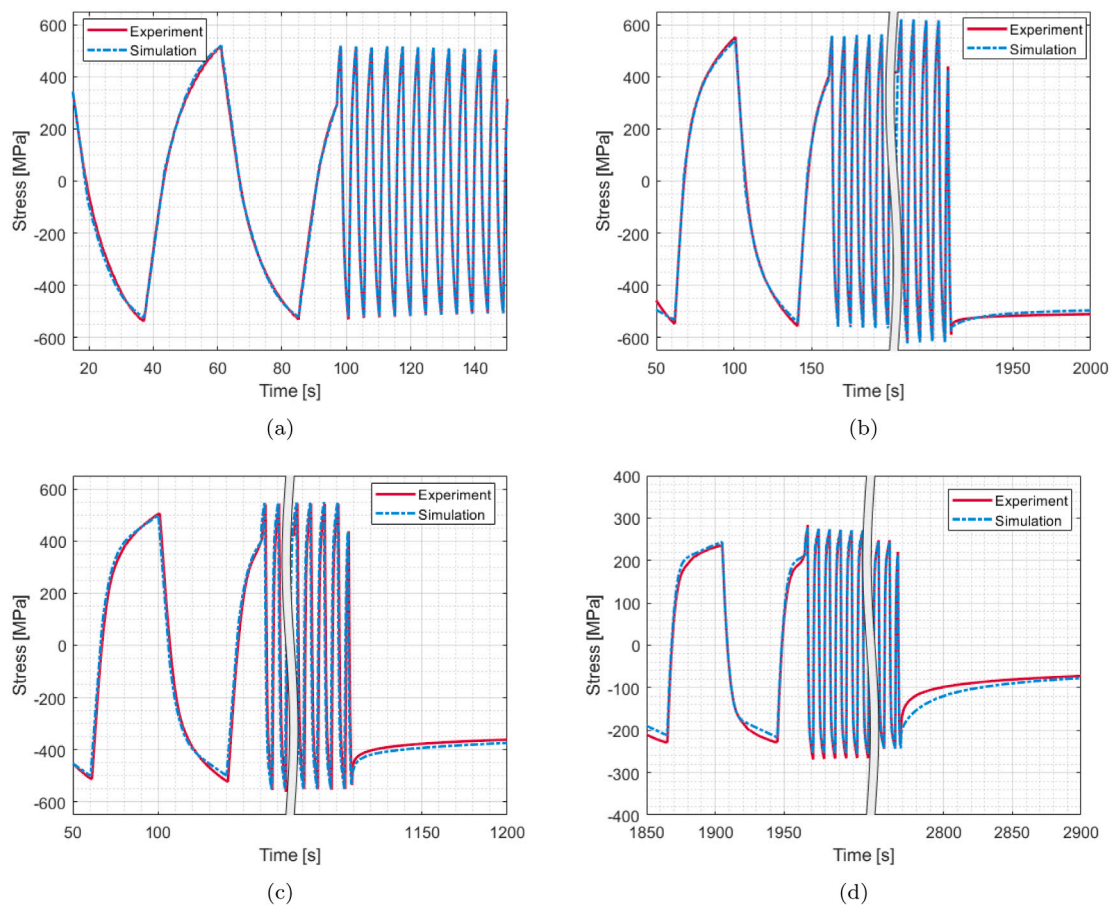 600
400
200
0
-200
-400
-600
Stress [MPa]
Experiment
Simulation
20 40 60 80 100 120 140
Time [s]
(a)
600
400
200
0
-200
-400
-600
Stress [MPa]
Experiment
Simulation
50 100 150 1950 2000
Time [s]
(b)
600
400
200
0
-200
-400
-600
Stress [MPa]
Experiment
Simulation
50 100 1150 1200
Time [s]
(c)
400
300
200
100
0
-100
-200
-300
-400
Stress [MPa]
Experiment
Simulation
1850 1900 1950 2800 2850 2900
Time [s]
(d)